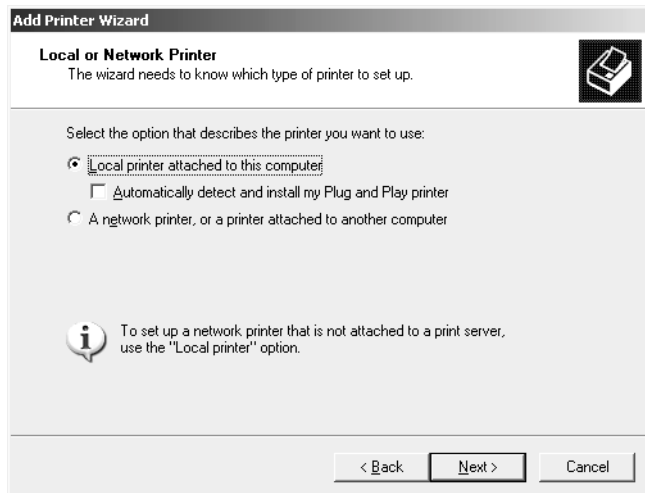 Add Printer Wizard
Local or Network Printer
The wizard needs to know which type of printer to set up.
Select the option that describes the printer you want to use:
Local printer attached to this computer
Automatically detect and install my Plug and Play printer
A network printer, or a printer attached to another computer
To set up a network printer that is not attached to a print server,
use the "Local printer" option.
< Back
Next >
Cancel